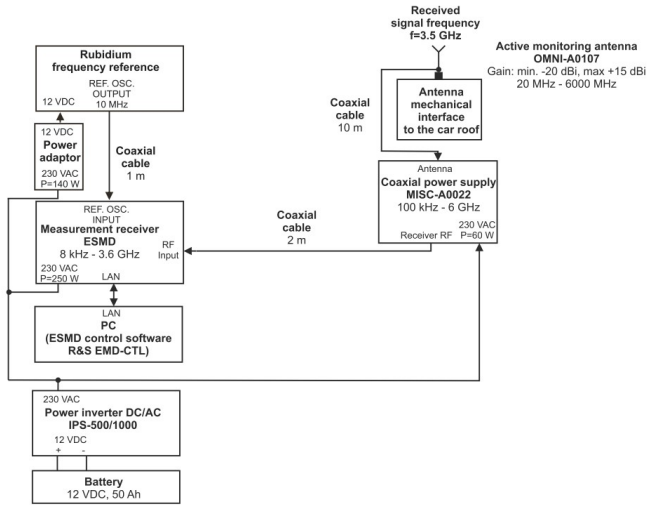 Received
signal frequency
f=3.5 GHz
Active monitoring antenna
OMNI-A0107
Gain: min. -20 dBi, max +15 dBi
20 MHz - 6000 MHz
Rubidium
frequency reference
REF. OSC.
OUTPUT
10 MHz
12 VDC
Coaxial
cable
10 m
Antenna
mechanical
interface
to the car roof
12 VDC
Power
adaptor
230 VAC
P=140 W
Coaxial
cable
1 m
Antenna
Coaxial power supply
MISC-A0022
100 kHz - 6 GHz
230 VAC
P=60 W
Receiver RF
REF. OSC.
INPUT
Measurement receiver
ESMD
8 kHz - 3.6 GHz
RF
Input
230 VAC
P=250 W
LAN
Coaxial
cable
2 m
LAN
PC
(ESMD control software
R&S EMD-CTL)
230 VAC
Power inverter DC/AC
IPS-500/1000
12 VDC
+ -
Battery
12 VDC, 50 Ah